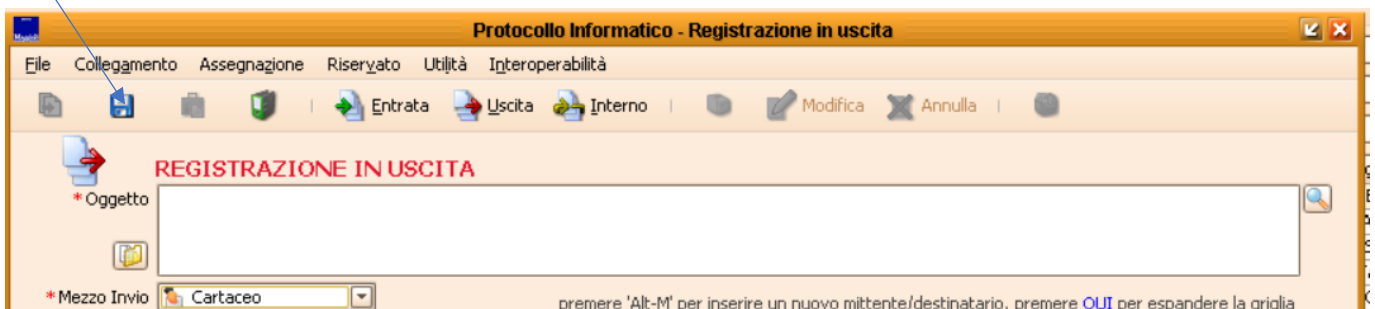 Protocollo Informatico - Registrazione in uscita
File Collegamento Assegnazione Riservato Utilità Interoperabilità
Entrata Uscita Interno Modifica Annulla
REGISTRAZIONE IN USCITA
* Oggetto
* Mezzo Invio Cartaceo
premere 'Alt-M' per inserire un nuovo mittente/destinatario, premere QUI per espandere la griglia